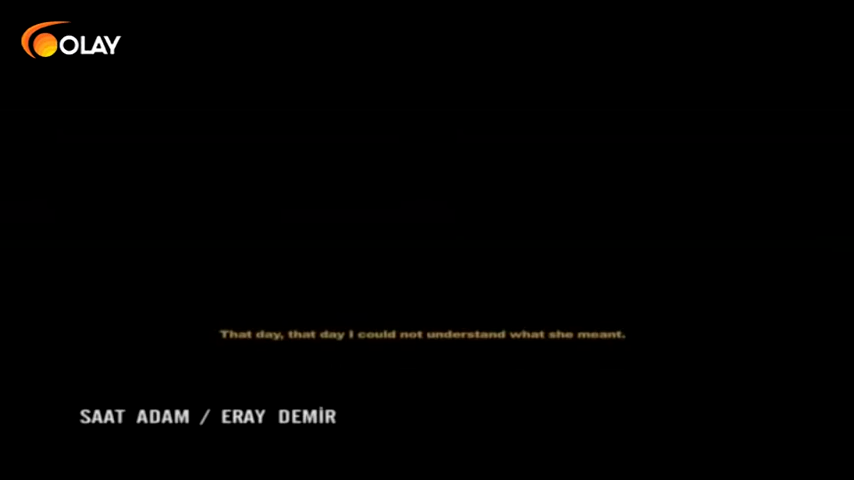 OLAY
That day, that day I could not understand what she meant.
SAAT ADAM / ERAY DEMİR